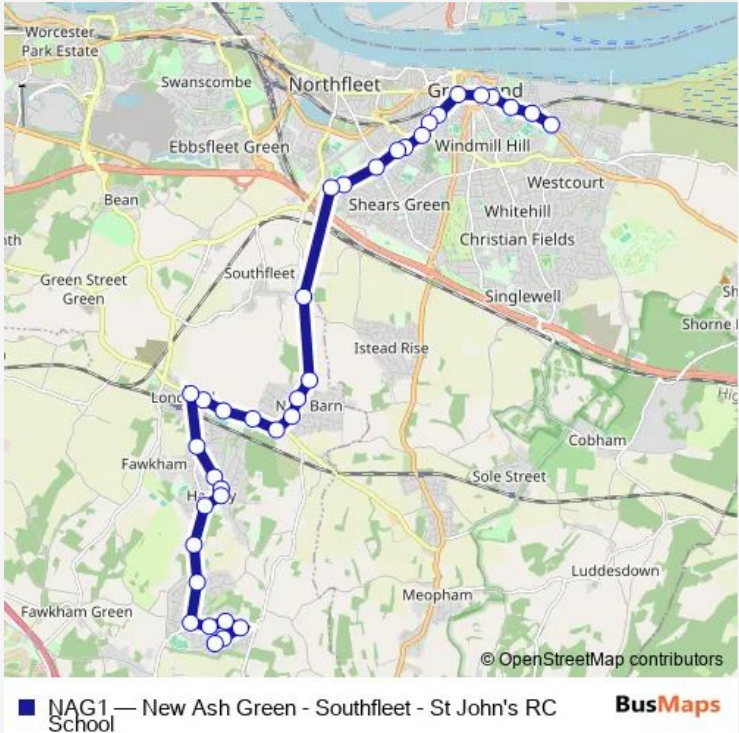 Worcester
Park Estate
Swanscombe
Northfleet
Ebbsfleet Green
Windmill Hill
Bean
Westcourt
Shears Green
Whitehill
Christian Fields
Southfleet
Green Street
Green
Singlewell
Shorne
Istead Rise
Barn
Cobham
Fawkham
Sole Street
Luddesdown
Meopham
Fawkham Green
© OpenStreetMap contributors
NAG1 — New Ash Green - Southfleet - St John's RC
School
BusMaps